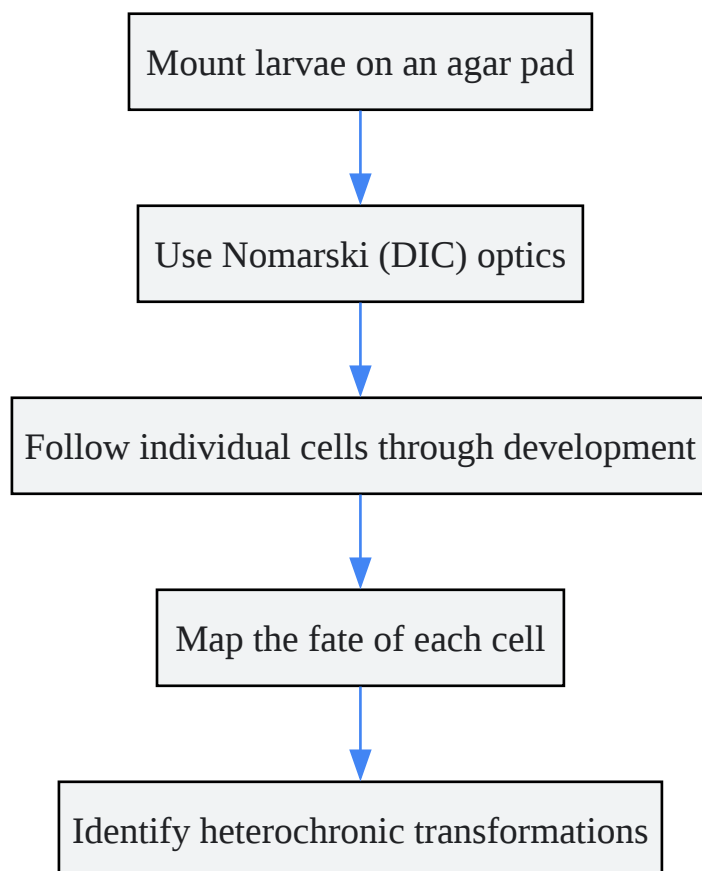 Mount larvae on an agar pad
Use Nomarski (DIC) optics
Follow individual cells through development
Map the fate of each cell
Identify heterochronic transformations